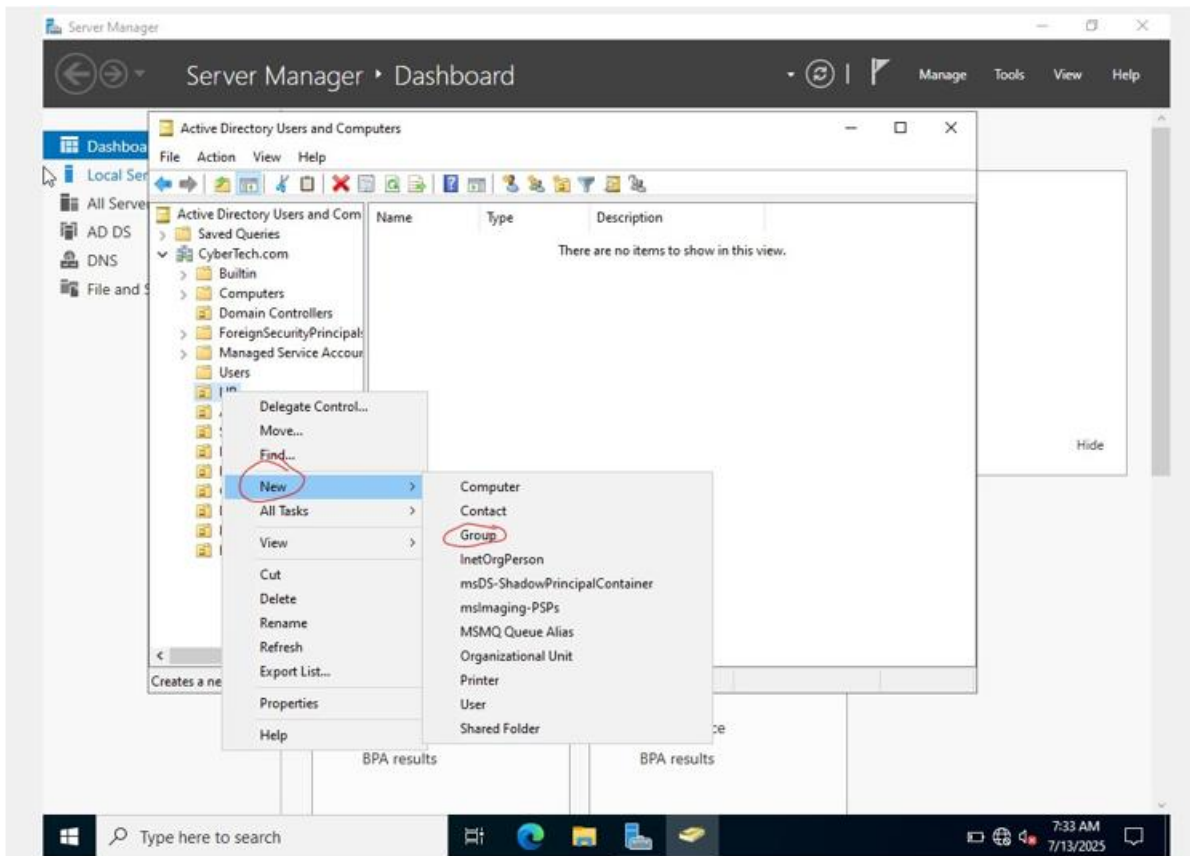 Server Manager
Server Manager ‣ Dashboard
Manage Tools View Help
Active Directory Users and Computers
File Action View Help
Dashboa
Local Ser
All Server
AD DS
DNS
File and S
Active Directory Users and Com
Saved Queries
CyberTech.com
Builtin
Computers
Domain Controllers
ForeignSecurityPrincipals
Managed Service Accour
Users
Name Type Description
There are no items to show in this view.
Delegate Control...
Move...
Find...
New
All Tasks
View
Cut
Delete
Rename
Refresh
Export List...
Properties
Help
Computer
Contact
Group
InetOrgPerson
msDS-ShadowPrincipalContainer
msImaging-PSPs
MSMQ Queue Alias
Organizational Unit
Printer
User
Shared Folder
Hide
Creates a ne
BPA results
BPA results
Type here to search
7:33 AM
7/13/2025